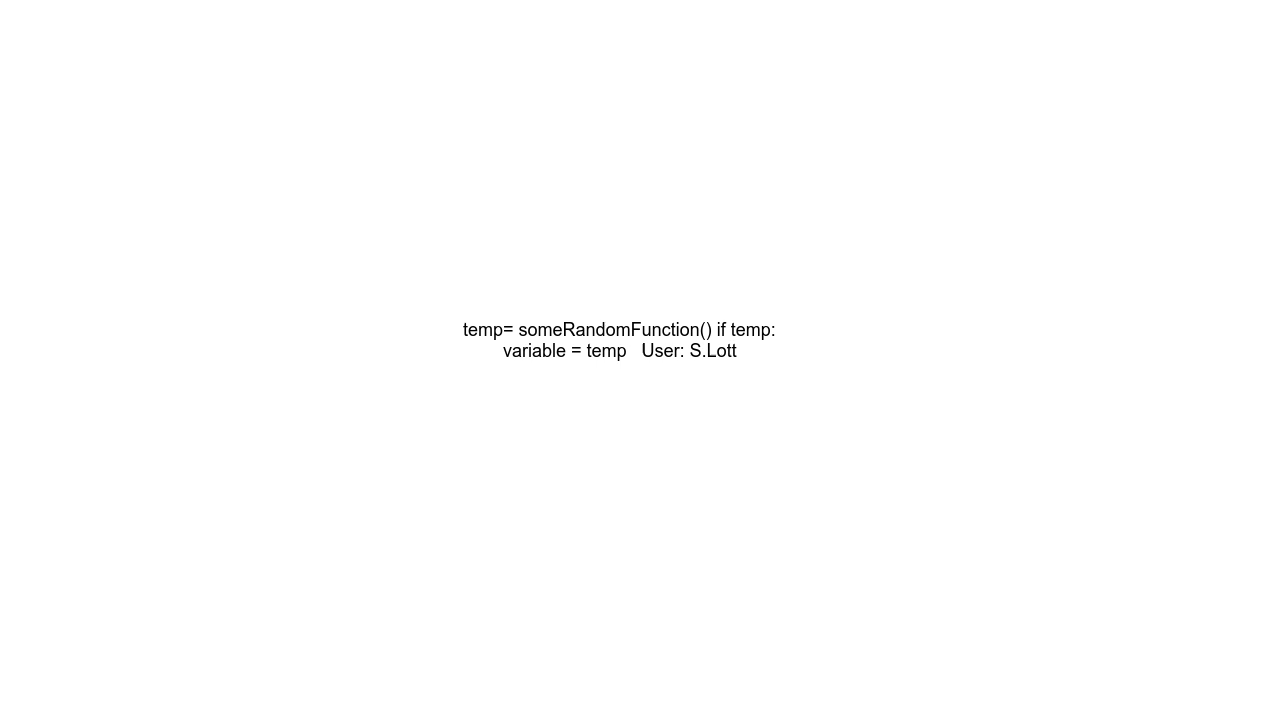 temp= someRandomFunction() if temp:
variable = temp   User: S.Lott